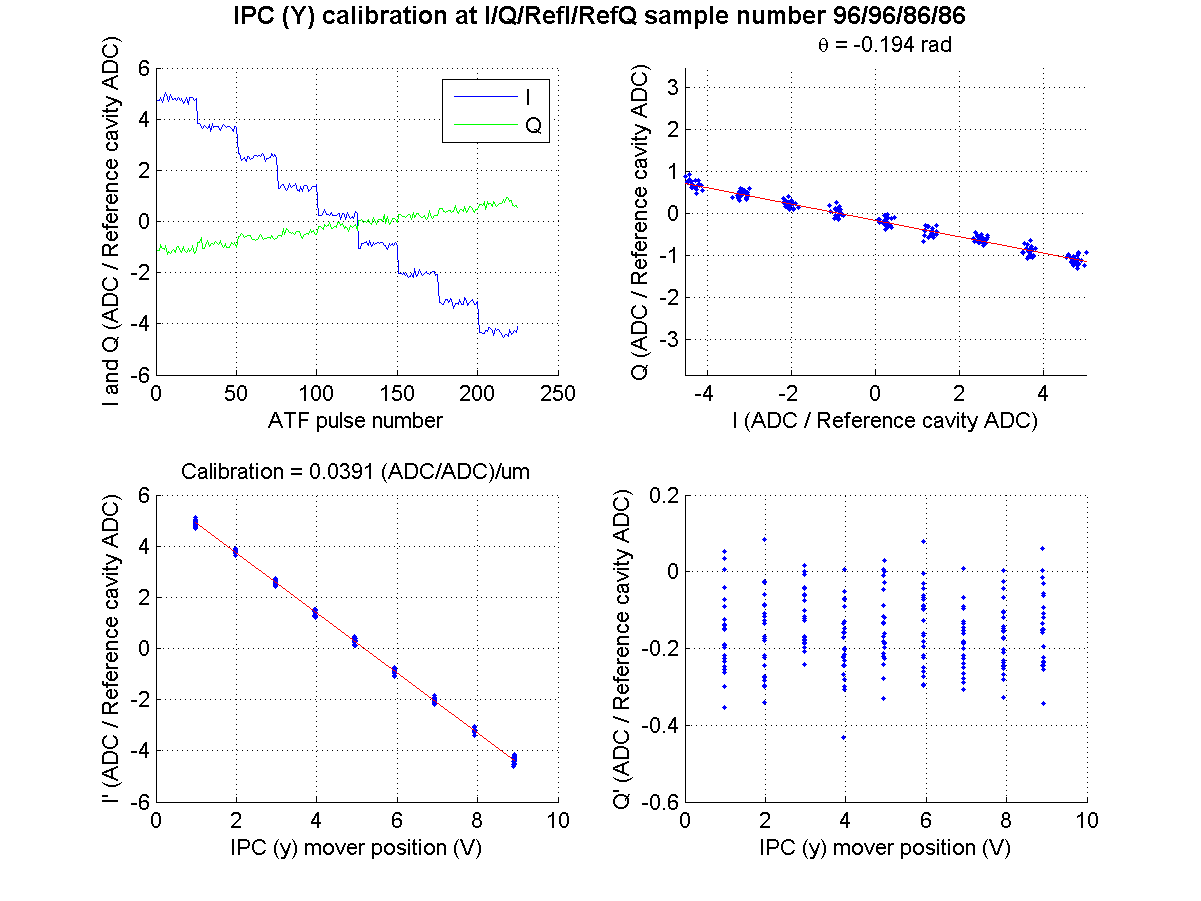 IPC (Y) calibration at I/Q/RefI/RefQ sample number 96/96/86/86
I and Q (ADC / Reference cavity ADC)
6
4
2
0
-2
-4
-6
I
Q
0 50 100 150 200 250
ATF pulse number
θ = -0.194 rad
Q (ADC / Reference cavity ADC)
3
2
1
0
-1
-2
-3
-4 -2 0 2 4
I (ADC / Reference cavity ADC)
Calibration = 0.0391 (ADC/ADC)/um
I' (ADC / Reference cavity ADC)
6
4
2
0
-2
-4
-6
0 2 4 6 8 10
IPC (y) mover position (V)
Q' (ADC / Reference cavity ADC)
0.2
0
-0.2
-0.4
-0.6
0 2 4 6 8 10
IPC (y) mover position (V)